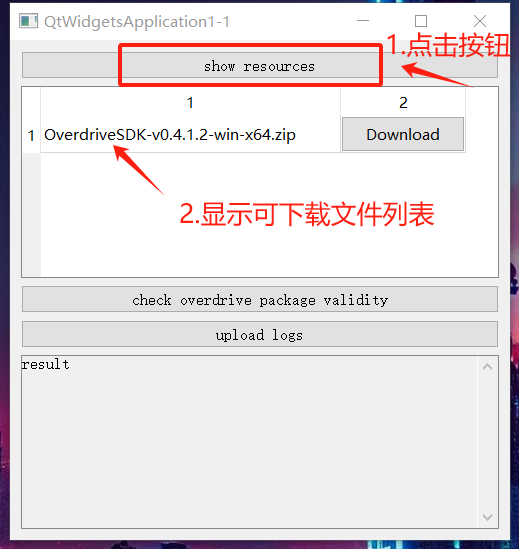 QtWidgetsApplication1-1
1.点击按钮
show resources
1 2
1 OverdriveSDK-v0.4.1.2-win-x64.zip Download
2.显示可下载文件列表
check overdrive package validity
upload logs
result